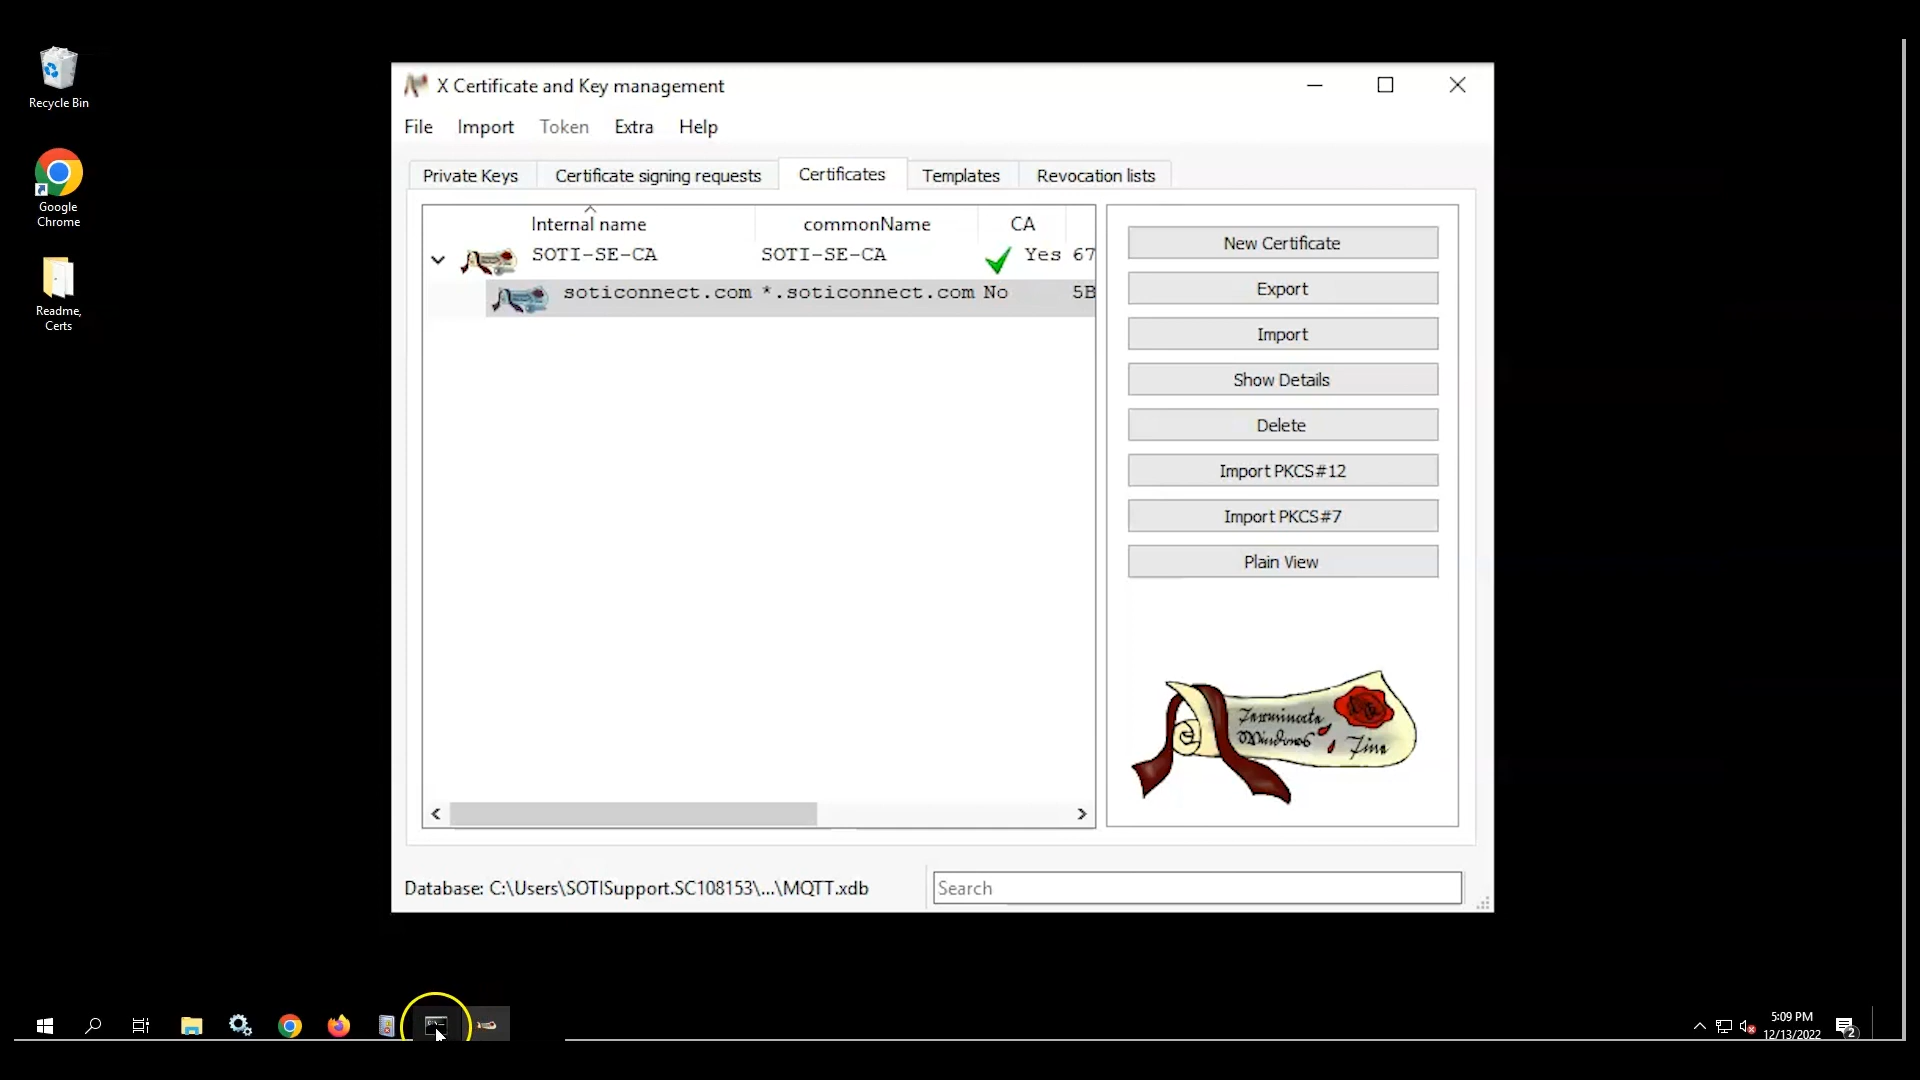 Recycle Bin
Google
Chrome
Readme,
Certs
X Certificate and Key management
File Import Token Extra Help
Private Keys Certificate signing requests Certificates Templates Revocation lists
Internal name commonName CA
SOTI-SE-CA SOTI-SE-CA Yes 67
soticonnect.com *.soticonnect.com No 5B
New Certificate
Export
Import
Show Details
Delete
Import PKCS#12
Import PKCS#7
Plain View
Windows
Fine
Database: C:\Users\SOTISupport.SC108153\...\MQTT.xdb
Search
5:09 PM
12/13/2022
2